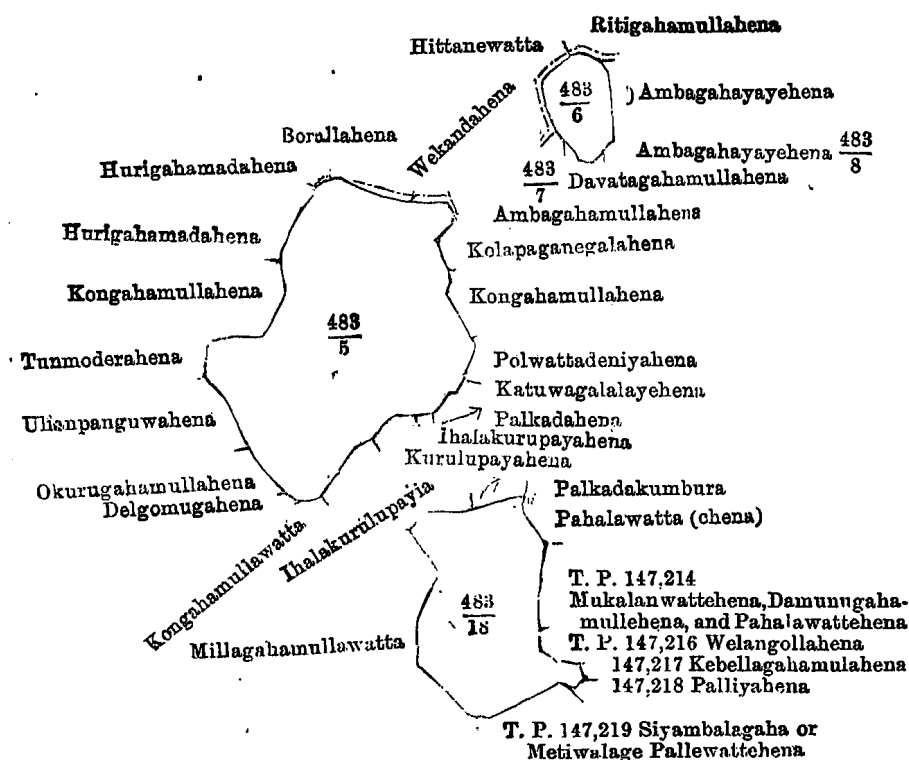 Ritigahamullahena
Hittanewatta
483
6
Ambagahayayehena
Wekandahena
Borallahena
Ambagahayayehena 483
8
Hurigahamadahena
483
7
Davatagahamullahena
Ambagahamullahena
Hurigahamadahena
Kolapaganegalahena
Kongahamullahena
Kongahamullahena
483
5
Tunmoderahena
Polwattadeniyahena
Katuwagalalayehena
Ulianpanguwahena
Palkadahena
Ihalakurupayahena
Kurulupayahena
Okurugahamullahena
Delgomugahena
Palkadakumbura
Ihalakurulupayia
Pahalawatta (chena)
Kongahamullawatta
T. P. 147,214
Mukalanwattehena, Damunugaha-
mullehena, and Pahalawattehena
483
18
Millagahamullawatta
T. P. 147,216 Welangollahena
147,217 Kebellagahamulahena
147,218 Palliyahena
T. P. 147,219 Siyambalagaha or
Metiwalage Pallewattehena